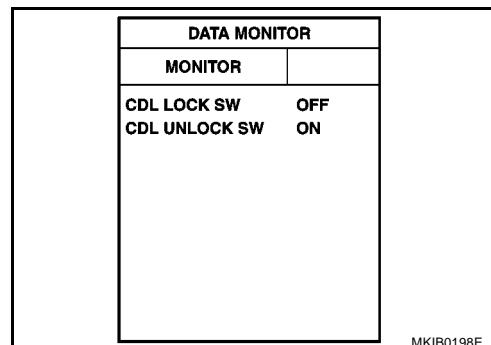 DATA MONITOR
MONITOR
CDL LOCK SW OFF
CDL UNLOCK SW ON
MKIB0198E